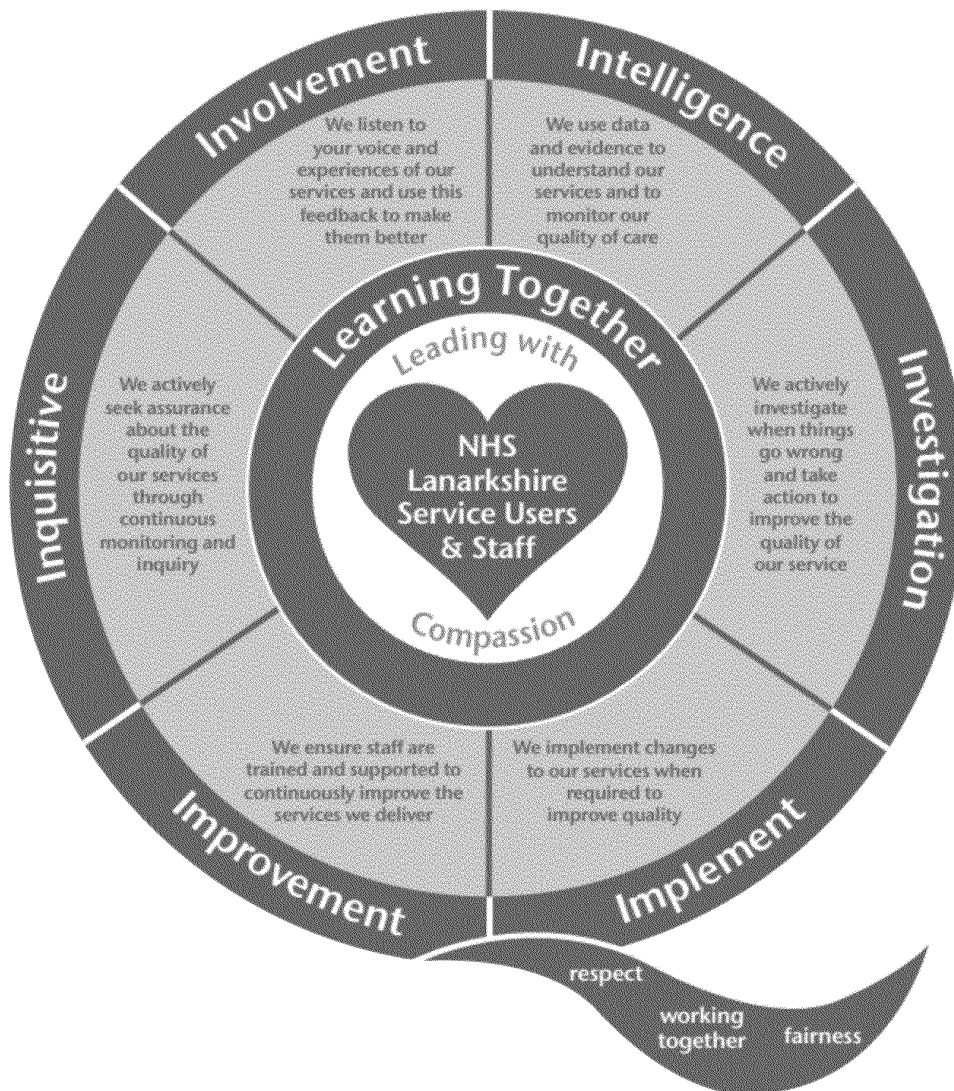 Involvement
We listen to
your voice and
experiences of our
services and use this
feedback to make
them better
Intelligence
We use data
and evidence to
understand our
services and to
monitor our
quality of care
Investigation
We actively
investigate
when things
go wrong
and take
action to
improve the
quality of
our service
Implement
We implement changes
to our services when
required to
improve quality
Improvement
We ensure staff are
trained and supported to
continuously improve the
services we deliver
Inquisitive
We actively
seek assurance
about the
quality of
our services
through
continuous
monitoring and
inquiry
Learning Together
Leading with
NHS
Lanarkshire
Service Users
& Staff
Compassion
respect
working
together
fairness